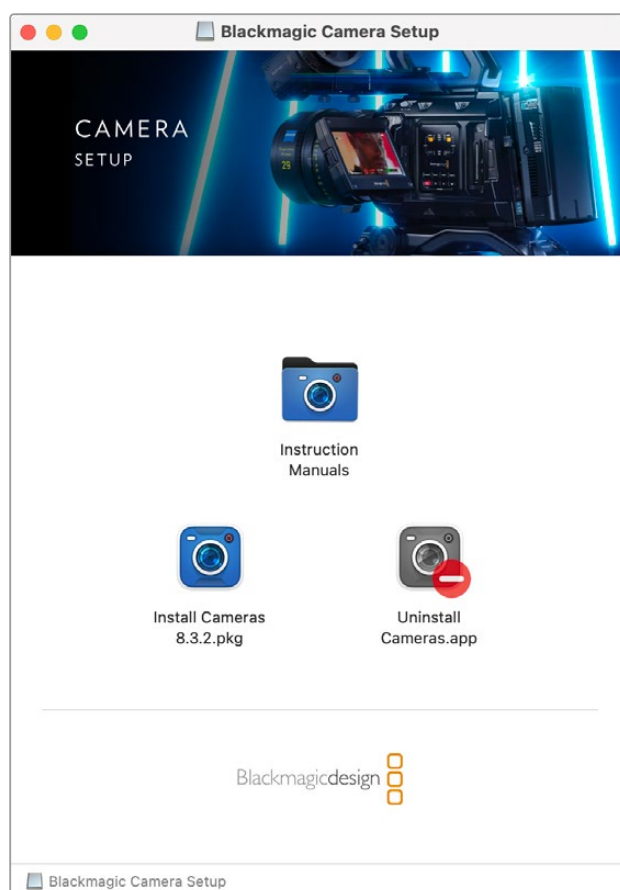 Blackmagic Camera Setup
CAMERA
SETUP
29
Instruction
Manuals
Install Cameras
8.3.2.pkg
Uninstall
Cameras.app
Blackmagicdesign
Blackmagic Camera Setup